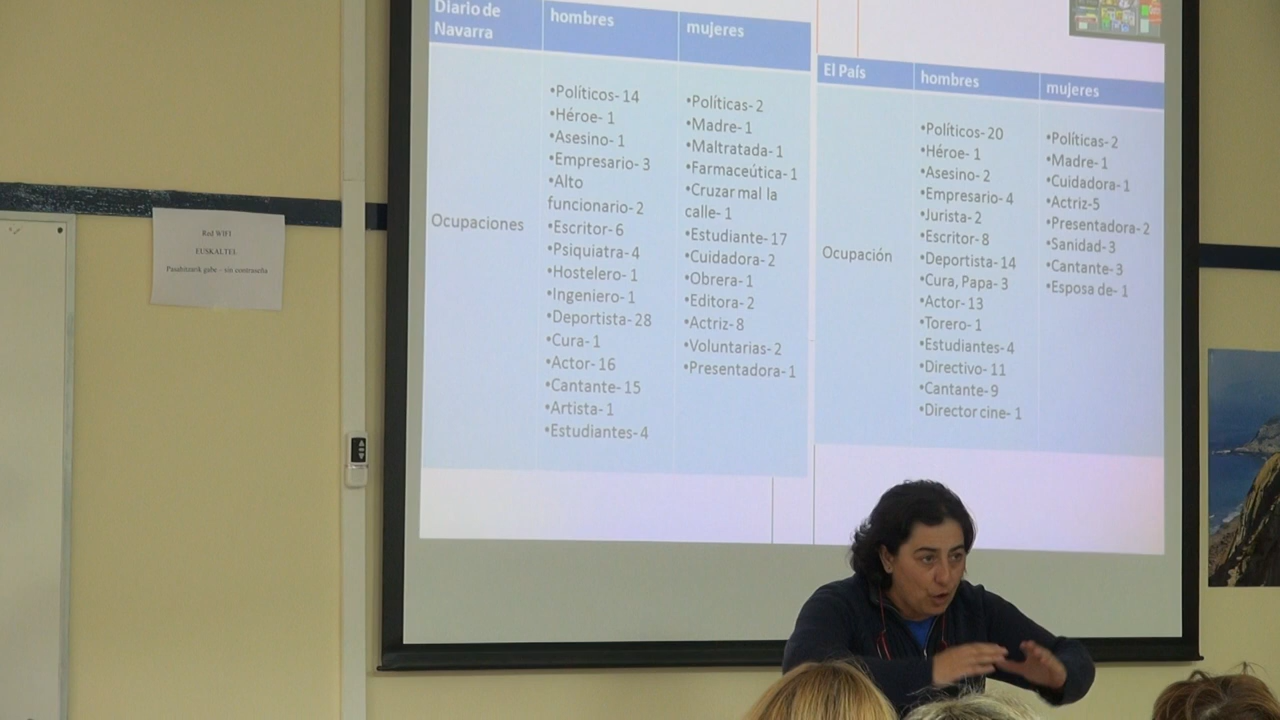 Diario de
Navarra
hombres
mujeres
Ocupaciones
•Políticos- 14
•Héroe- 1
•Asesino- 1
•Empresario- 3
•Alto
funcionario- 2
•Escritor- 6
•Psiquiatra- 4
•Hostelero- 1
•Ingeniero- 1
•Deportista- 28
•Cura- 1
•Actor- 16
•Cantante- 15
•Artista- 1
•Estudiantes- 4
•Políticas- 2
•Madre- 1
•Maltratada- 1
•Farmaceútica- 1
•Cruzar mal la
calle- 1
•Estudiante- 17
•Cuidadora- 2
•Obrera- 1
•Editora- 2
•Actriz- 8
•Voluntarias- 2
•Presentadora- 1
El País
hombres
mujeres
Ocupación
•Políticos- 20
•Héroe- 1
•Asesino- 2
•Empresario- 4
•Jurista- 2
•Escritor- 8
•Deportista- 14
•Cura, Papa- 3
•Actor- 13
•Torero- 1
•Estudiantes- 4
•Directivo- 11
•Cantante- 9
•Director cine- 1
•Políticas- 2
•Madre- 1
•Cuidadora- 1
•Actriz-5
•Presentadora- 2
•Sanidad- 3
•Cantante- 3
•Esposa de- 1
Red WIFI
EUSKALTEL
Pasahitzarik gabe – sin contraseña